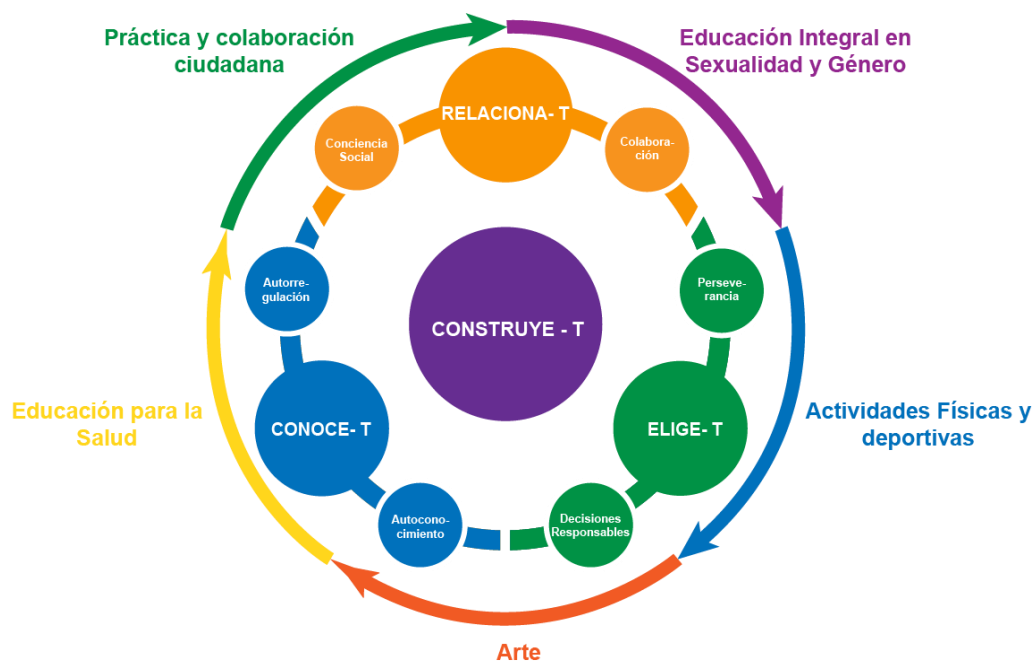 Práctica y colaboración
ciudadana
Educación Integral en
Sexualidad y Género
RELACIONA- T
Conciencia
Social
Colabora-
ción
Autorre-
gulación
Perseve-
rancia
CONSTRUYE - T
Educación para la
Salud
CONOCE- T
ELIGE- T
Actividades Físicas y
deportivas
Autocono-
cimiento
Decisiones
Responsables
Arte